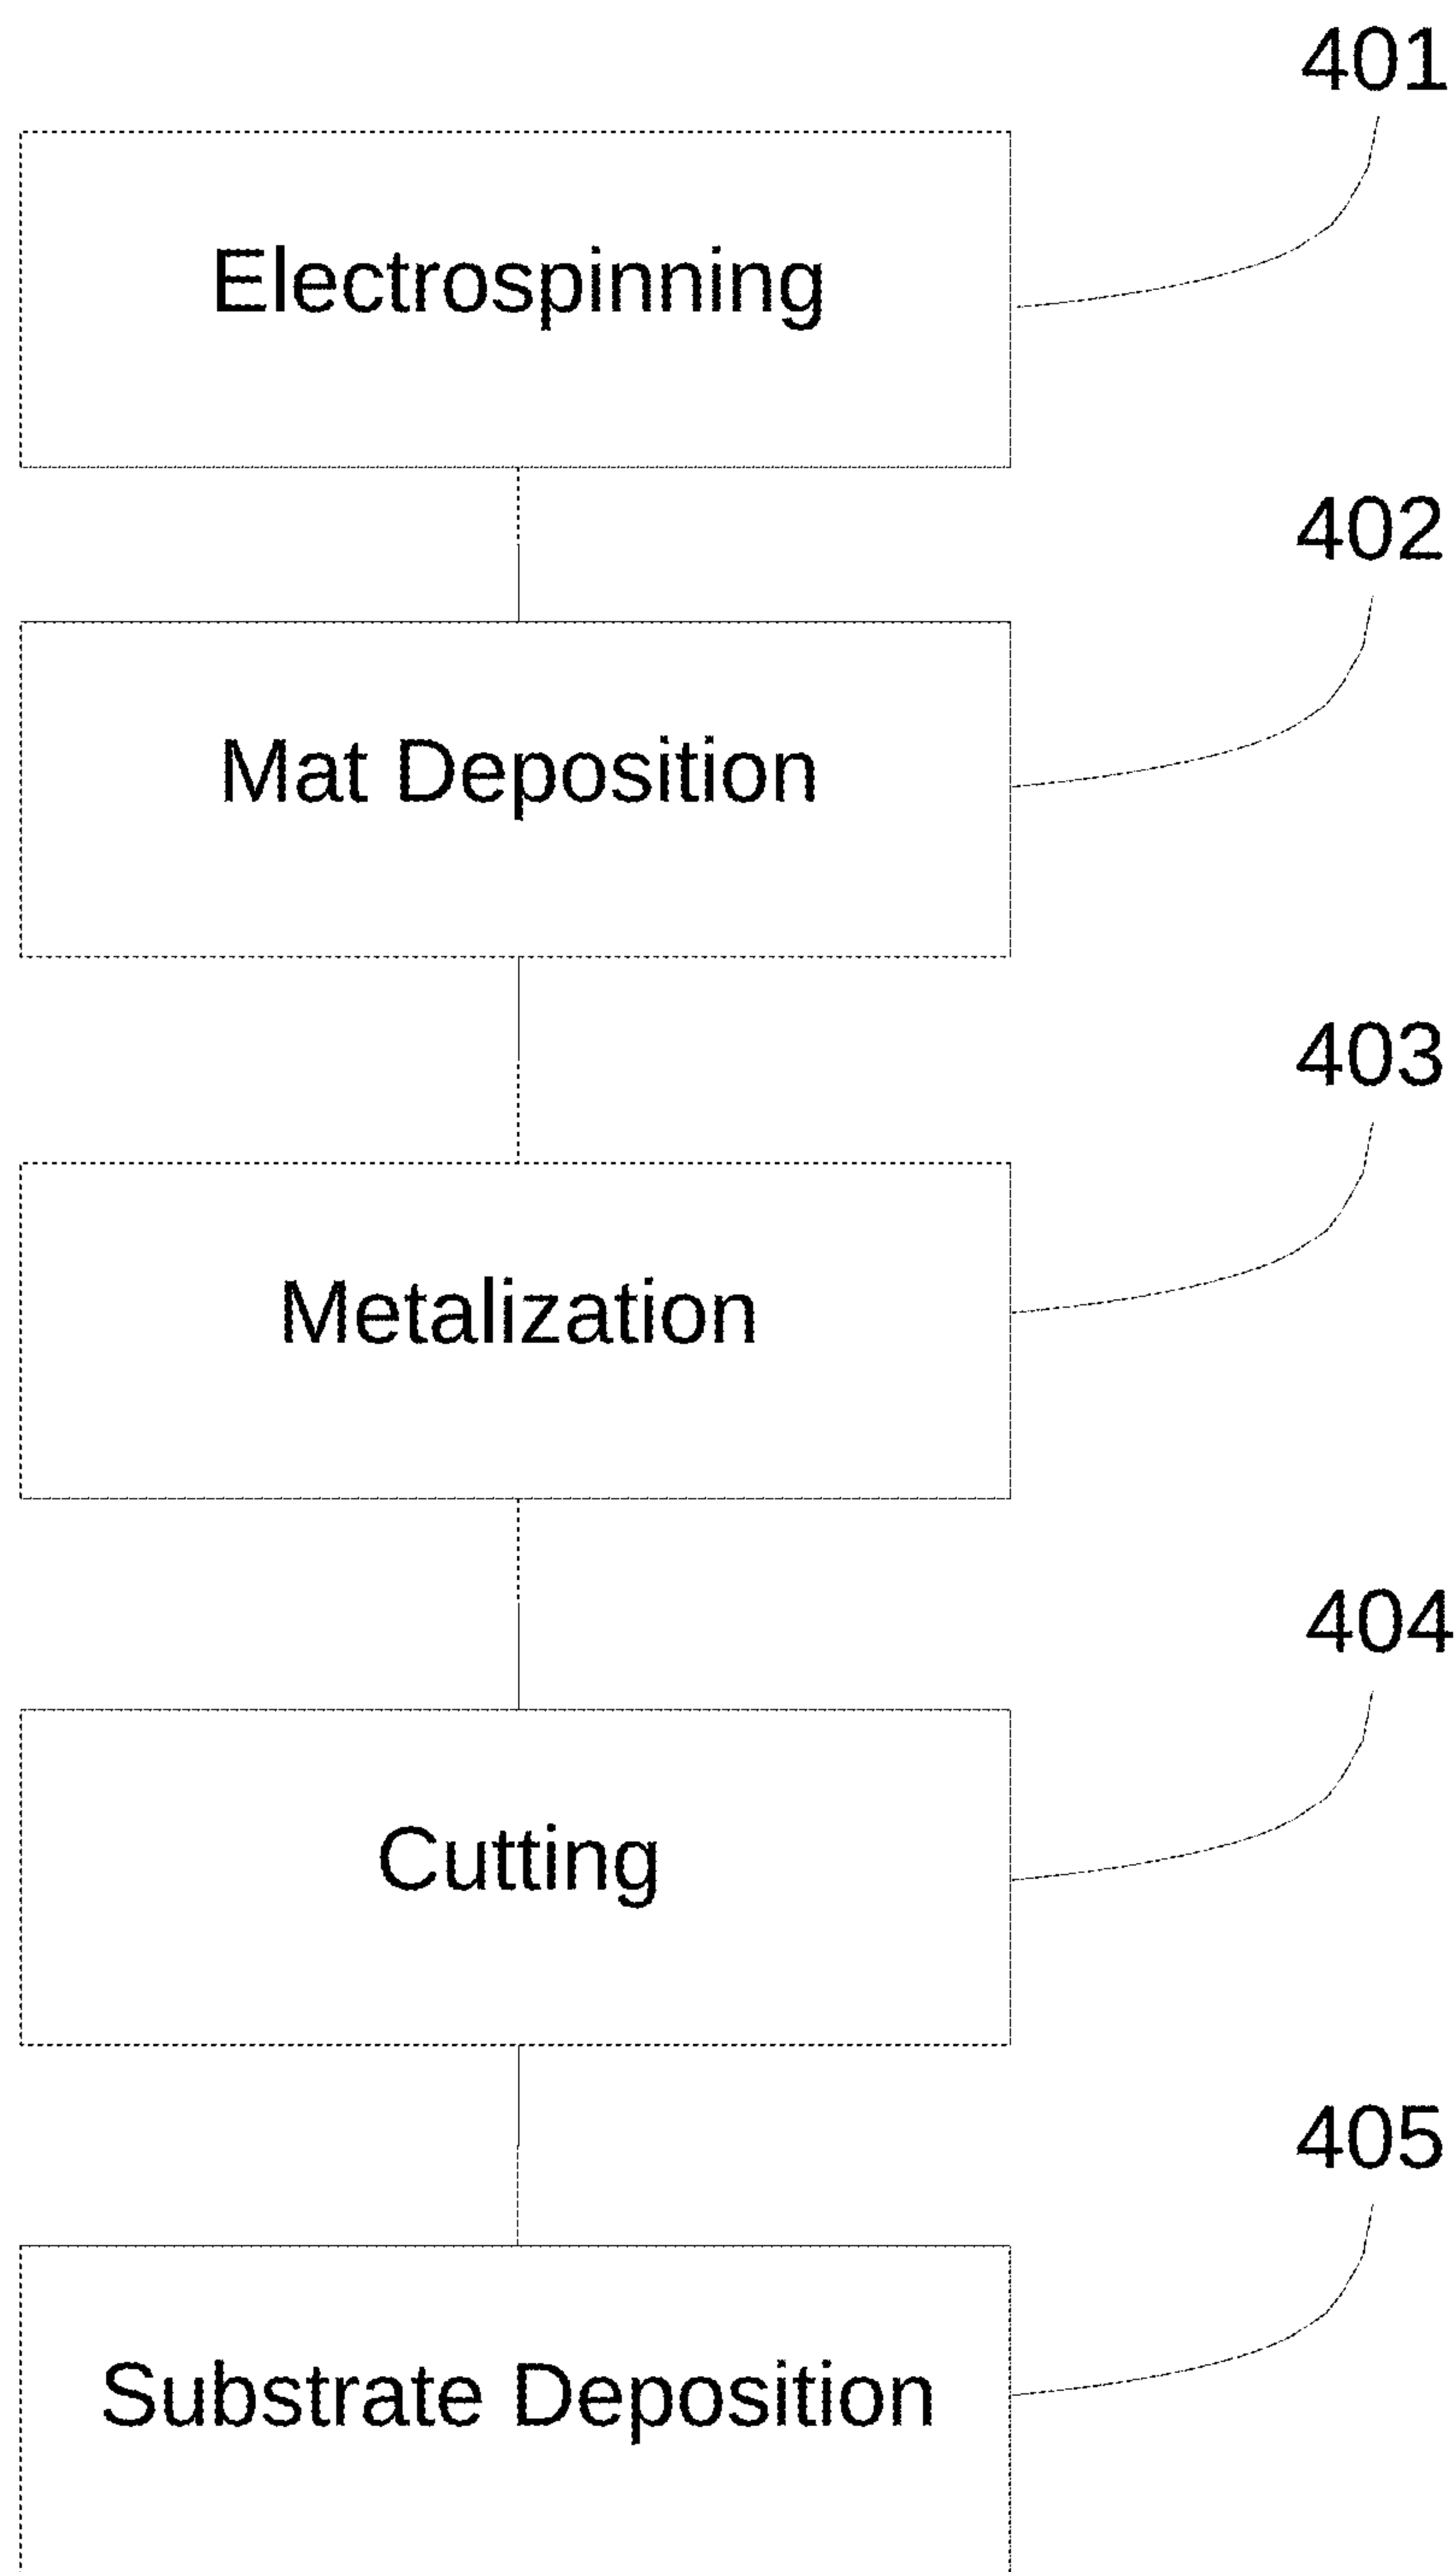 401
Electrospinning
402
Mat Deposition
403
Metalization
404
Cutting
405
Substrate Deposition